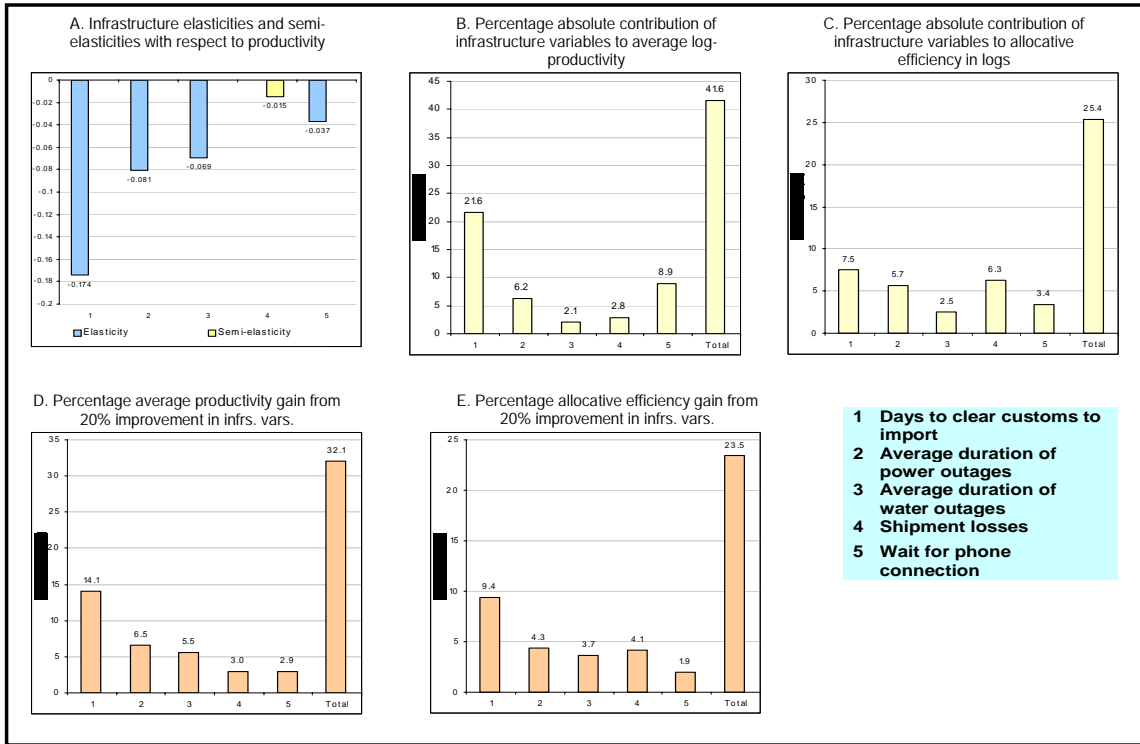 A. Infrastructure elasticities and semi-
elasticities with respect to productivity
0
-0.02
-0.04
-0.06
-0.08
-0.1
-0.12
-0.14
-0.16
-0.18
-0.2
-0.174
-0.081
-0.069
-0.015
-0.037
1 2 3 4 5
Elasticity Semi-elasticity
B. Percentage absolute contribution of
infrastructure variables to average log-
productivity
45
40
35
30
25
20
15
10
5
0
21.6
6.2
2.1
2.8
8.9
41.6
1 2 3 4 5 Total
C. Percentage absolute contribution of
infrastructure variables to allocative
efficiency in logs
30
25
20
15
10
5
0
7.5
5.7
2.5
6.3
3.4
25.4
1 2 3 4 5 Total
D. Percentage average productivity gain from
20% improvement in infrs. vars.
35
30
25
20
15
10
5
0
14.1
6.5
5.5
3.0
2.9
32.1
1 2 3 4 5 Total
E. Percentage allocative efficiency gain from
20% improvement in infrs. vars.
25
20
15
10
5
0
9.4
4.3
3.7
4.1
1.9
23.5
1 2 3 4 5 Total
1 Days to clear customs to
import
2 Average duration of
power outages
3 Average duration of
water outages
4 Shipment losses
5 Wait for phone
connection